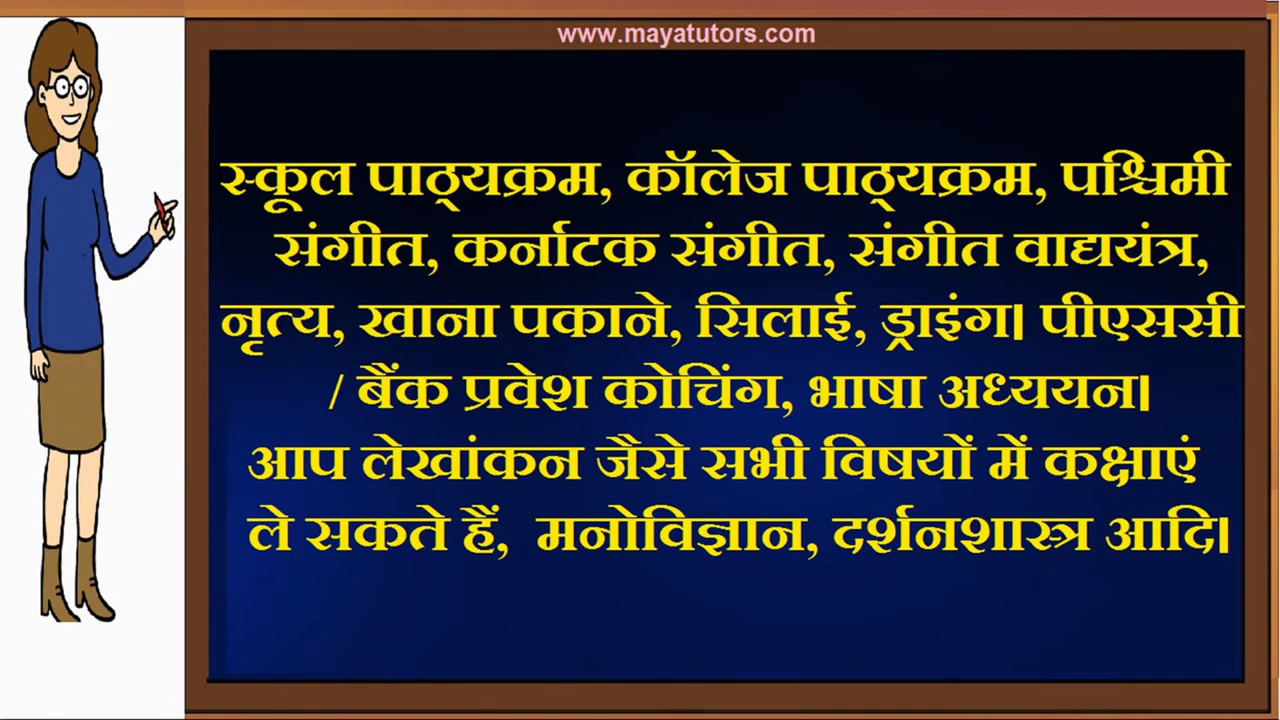 www.mayatutors.com
स्कूल पाठ्यक्रम, कॉलेज पाठ्यक्रम, पश्चिमी
संगीत, कर्नाटक संगीत, संगीत वाद्ययंत्र,
नृत्य, खाना पकाने, सिलाई, ड्राइंग। पीएससी
/ बैंक प्रवेश कोचिंग, भाषा अध्ययन।
आप लेखांकन जैसे सभी विषयों में कक्षाएं
ले सकते हैं, मनोविज्ञान, दर्शनशास्त्र आदि।